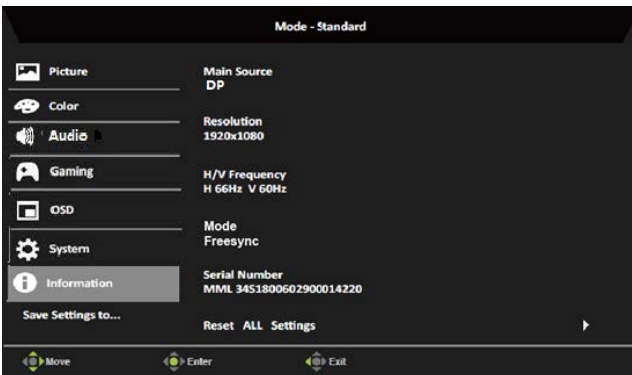 Mode - Standard
Picture
Color
Audio
Gaming
OSD
System
Information
Save Settings to...
Main Source
DP
Resolution
1920x1080
H/V Frequency
H 66Hz V 60Hz
Mode
Freesync
Serial Number
MML 34S1800602900014220
Reset ALL Settings
Move
Enter
Exit